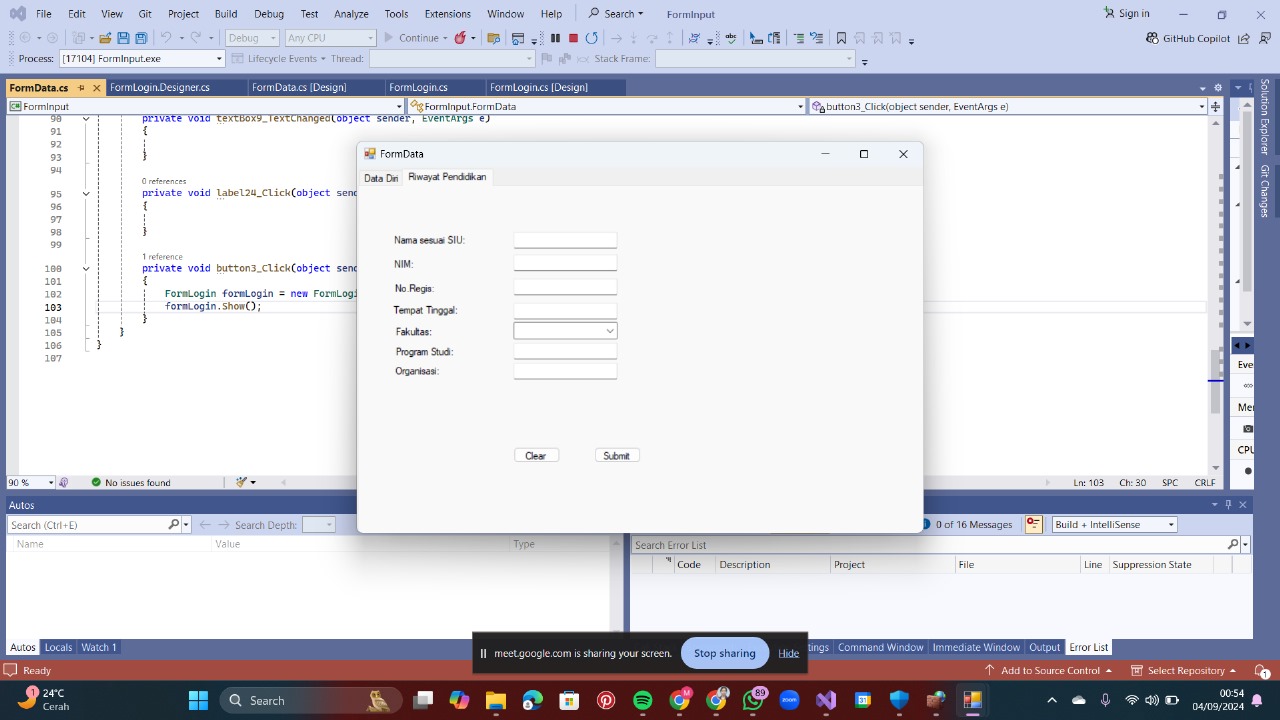 File Edit View Git Project Build Debug Test Analyze Tools Extensions Window Help Search FormInput Sign in
Debug Any CPU Continue GitHub Copilot
Process: [17104] FormInput.exe Lifecycle Events Thread: Stack Frame:
FormData.cs FormLogin.Designer.cs FormData.cs [Design] FormLogin.cs FormLogin.cs [Design]
FormInput FormInput.FormData button3_Click(object sender, EventArgs e)
90 private void textBox9_TextChanged(object sender, EventArgs e)
91 {
92
93 }
94
0 references
95 private void label24_Click(object send
96 {
97
98 }
99
1 reference
100 private void button3_Click(object send
101 {
102 FormLogin formLogin = new FormLogi
103 formLogin.Show();
104 }
105 }
106 }
107
FormData
Data Diri Riwayat Pendidikan
Nama sesuai SIU:
NIM:
No.Regis:
Tempat Tinggal:
Fakultas:
Program Studi:
Organisasi:
Clear Submit
Solution Explorer
Git Changes
Eve
Mer
CPU
90 % No issues found Ln: 103 Ch: 30 SPC CRLF
Autos
Search (Ctrl+E) Search Depth:
Name Value Type
0 of 16 Messages Build + IntelliSense
Search Error List
Code Description Project File Line Suppression State
Autos Locals Watch 1
tings Command Window Immediate Window Output Error List
meet.google.com is sharing your screen. Stop sharing Hide
Ready Add to Source Control Select Repository 1
1 24°C
Cerah
Search
M
89
zoom
31
00:54
04/09/2024